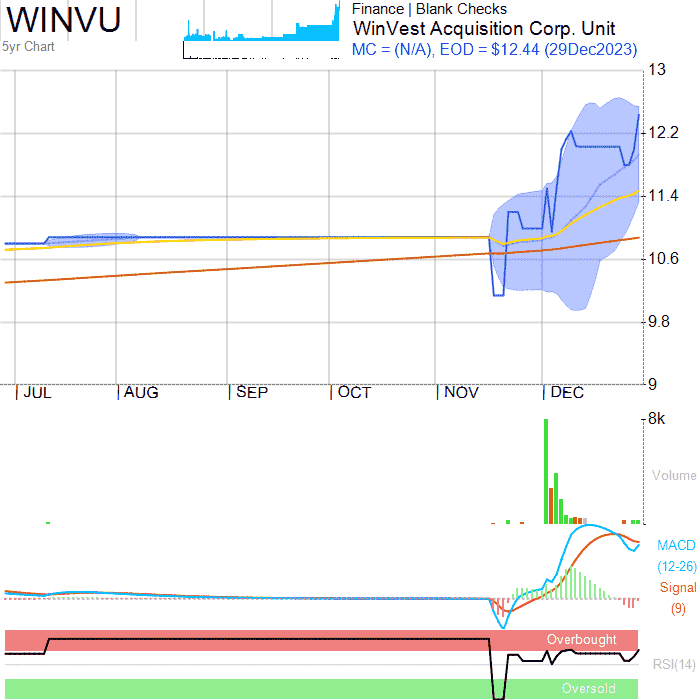 WINVU
5yr Chart
Finance | Blank Checks
WinVest Acquisition Corp. Unit
MC = (N/A), EOD = $12.44 (29Dec2023)
13
12.2
11.4
10.6
9.8
9
JUL AUG SEP OCT NOV DEC
8k
Volume
MACD
(12-26)
Signal
(9)
Overbought
RSI(14)
Oversold